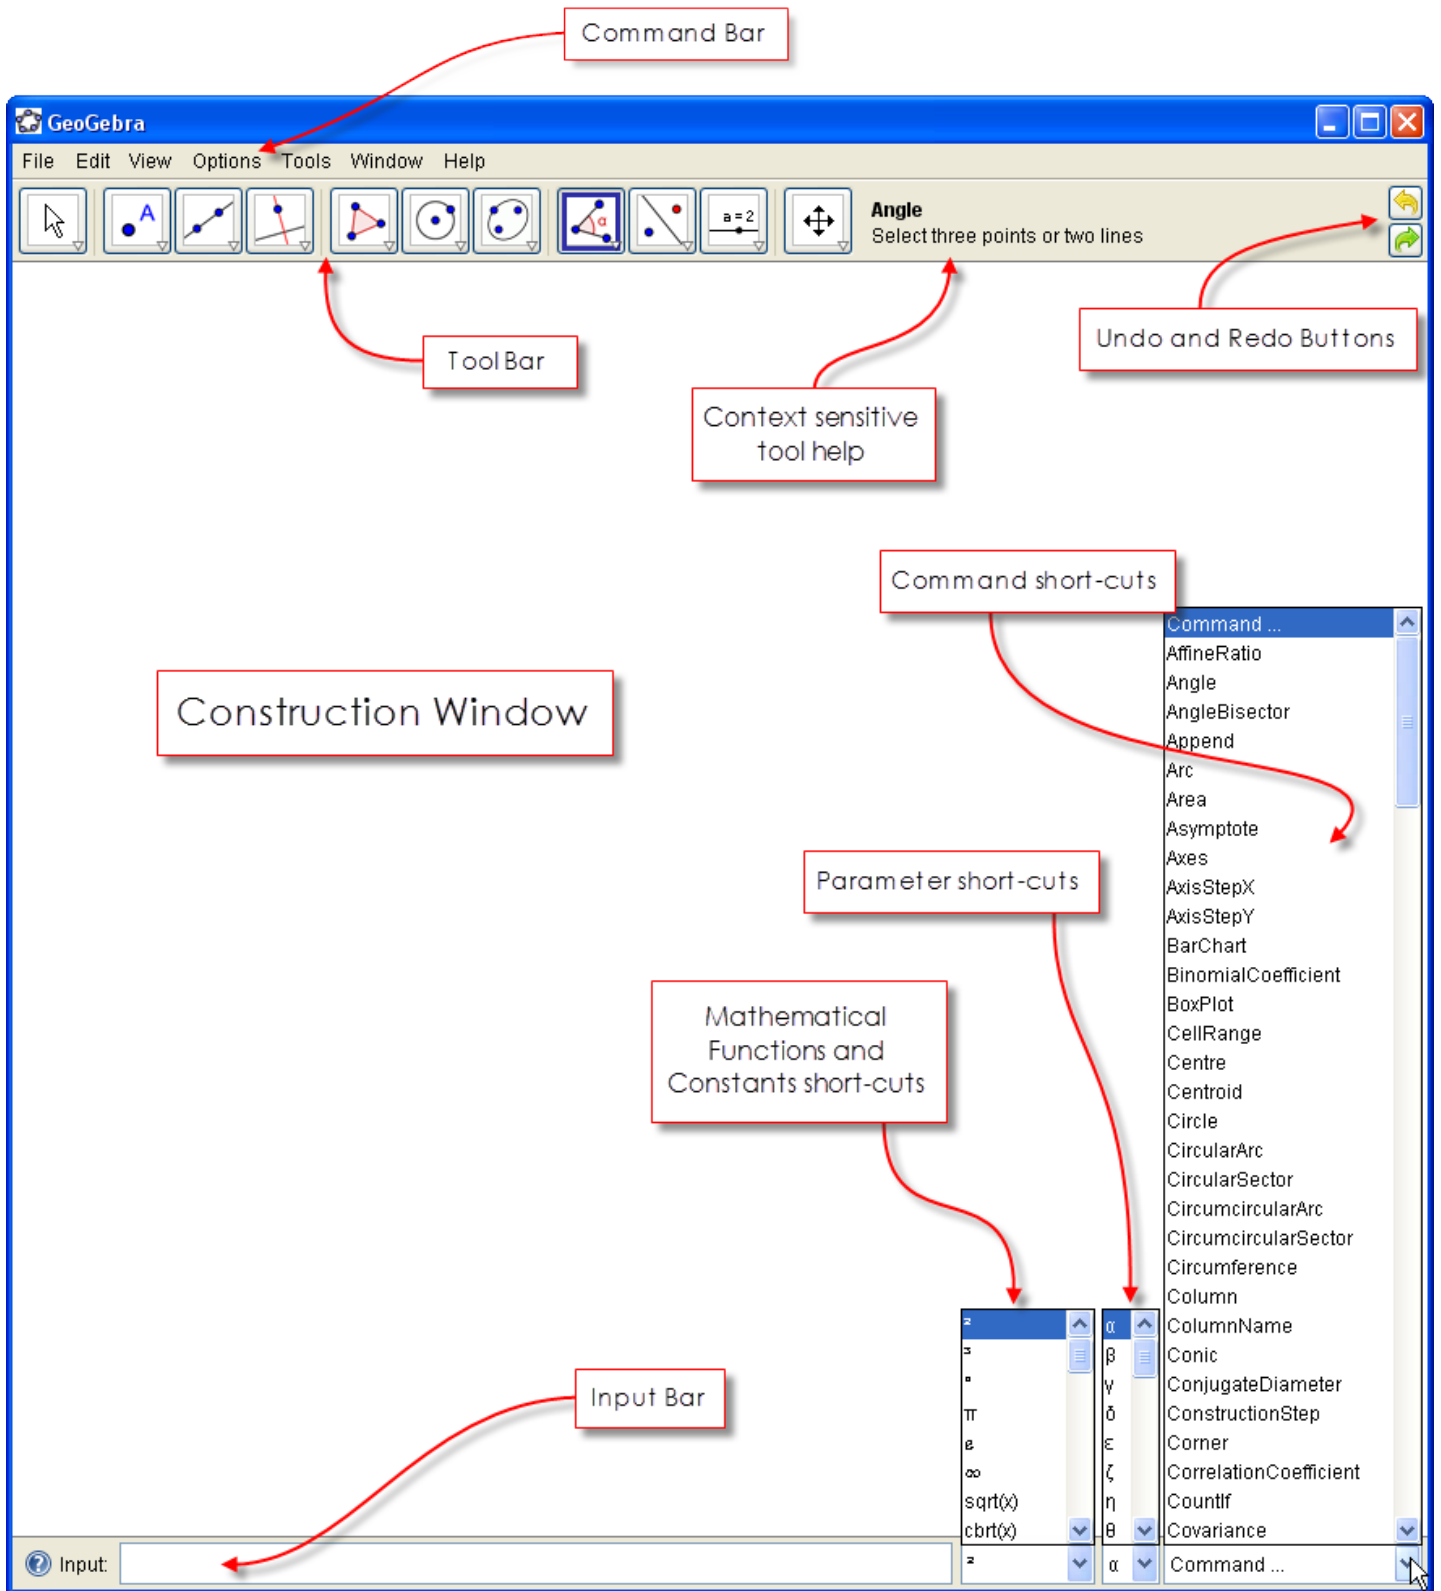 Command Bar
GeoGebra
File Edit View Options Tools Window Help
A
α
a=2
Angle
Select three points or two lines
Tool Bar
Undo and Redo Buttons
Context sensitive
tool help
Command short-cuts
Construction Window
Command ...
AffineRatio
Angle
AngleBisector
Append
Arc
Area
Asymptote
Axes
AxisStepX
AxisStepY
BarChart
BinomialCoefficient
BoxPlot
CellRange
Centre
Centroid
Circle
CircularArc
CircularSector
CircumcircularArc
CircumcircularSector
Circumference
Column
ColumnName
Conic
ConjugateDiameter
ConstructionStep
Corner
CorrelationCoefficient
CountIf
Covariance
Parameter short-cuts
Mathematical
Functions and
Constants short-cuts
²
³
°
π
e
∞
sqrt(x)
cbrt(x)
α
β
γ
δ
ε
ζ
η
θ
Input Bar
Input:
²
α
Command ...